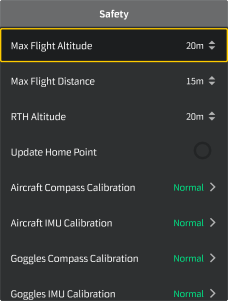 Safety
Max Flight Altitude 20m
Max Flight Distance 15m
RTH Altitude 20m
Update Home Point
Aircraft Compass Calibration Normal
Aircraft IMU Calibration Normal
Goggles Compass Calibration Normal
Goggles IMU Calibration Normal